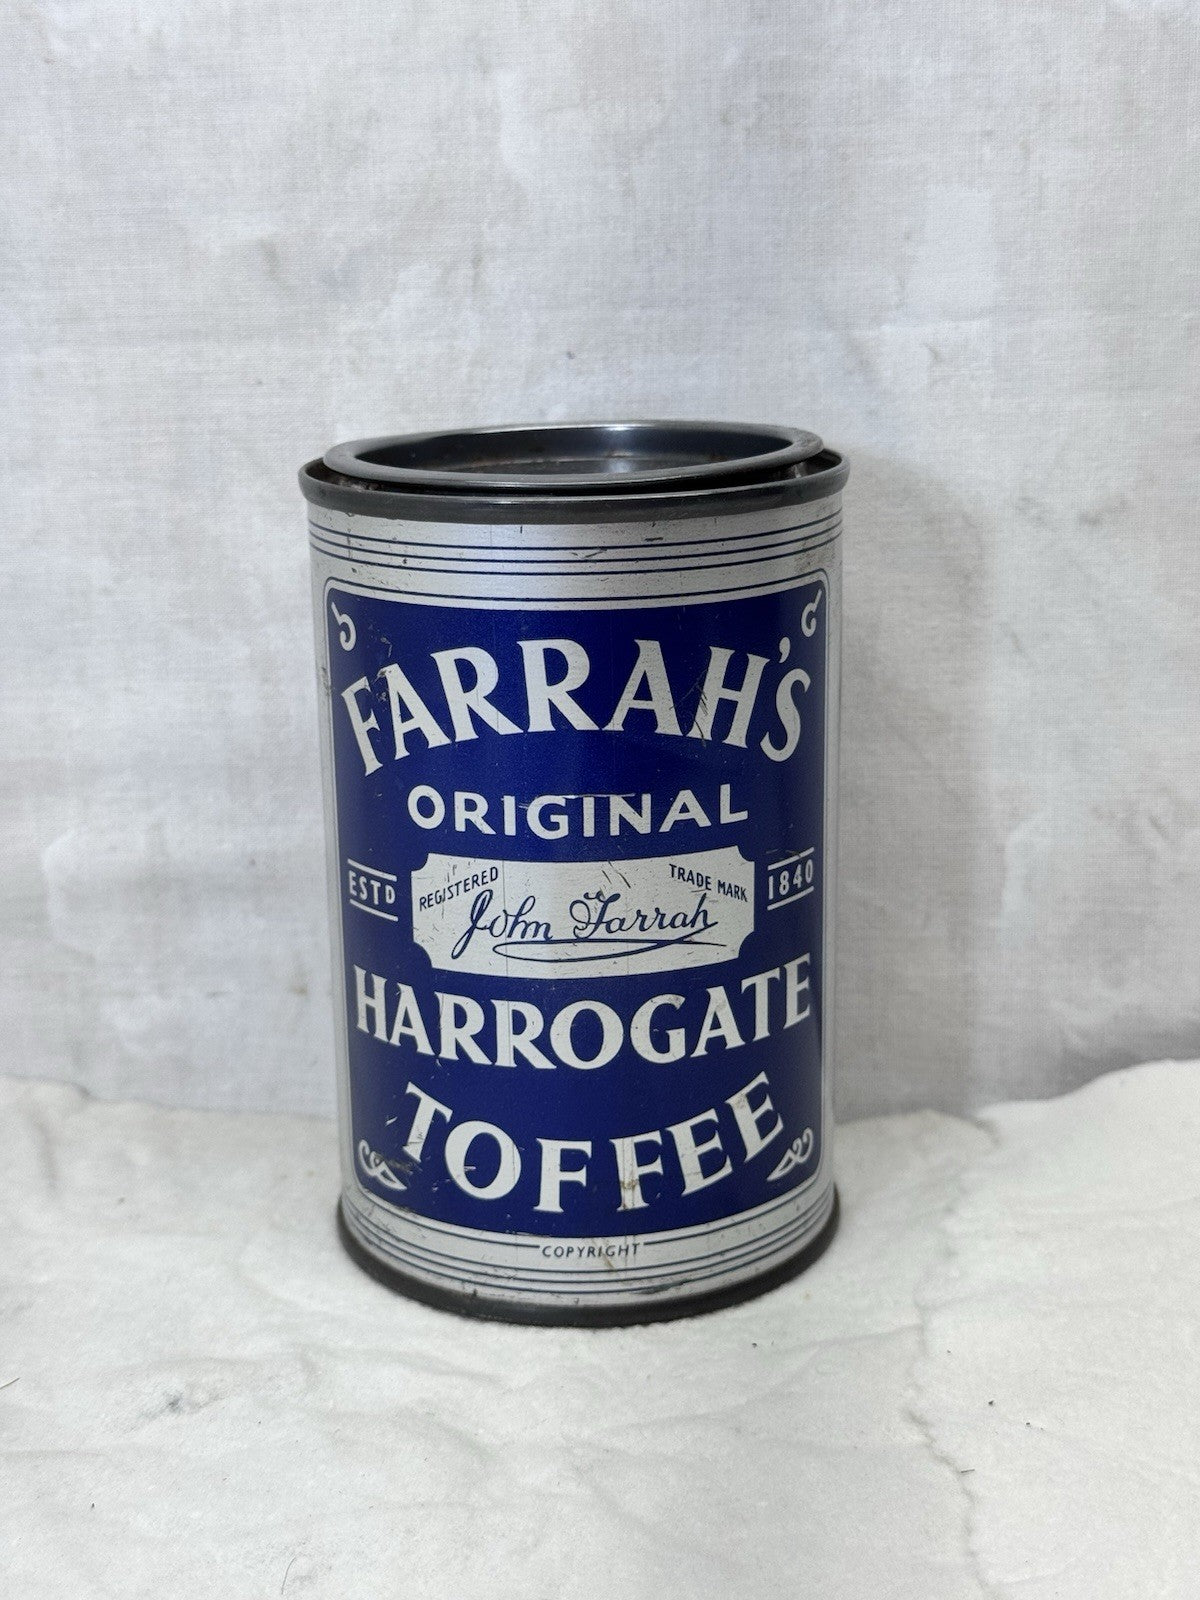 FARRAH'S
ORIGINAL
ESTD 1840
REGISTERED TRADE MARK
John Farrah
HARROGATE
TOFFEE
COPYRIGHT